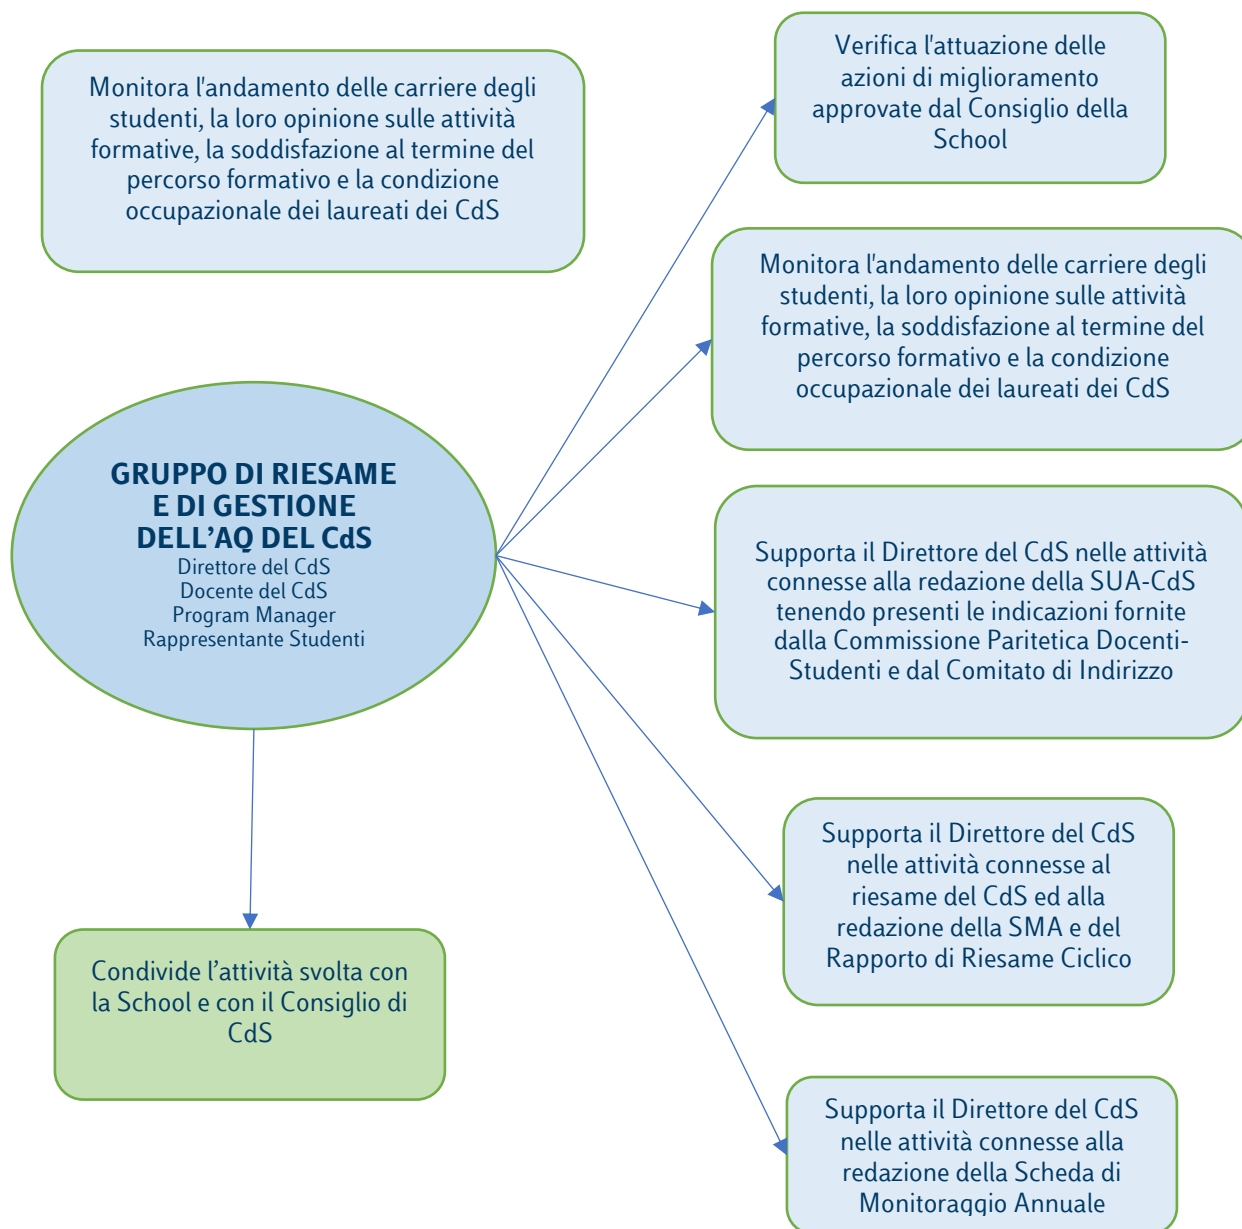 Monitora l'andamento delle carriere degli
studenti, la loro opinione sulle attività
formative, la soddisfazione al termine del
percorso formativo e la condizione
occupazionale dei laureati dei CdS
Verifica l'attuazione delle
azioni di miglioramento
approvate dal Consiglio della
School
Monitora l'andamento delle carriere degli
studenti, la loro opinione sulle attività
formative, la soddisfazione al termine del
percorso formativo e la condizione
occupazionale dei laureati dei CdS
GRUPPO DI RIESAME
E DI GESTIONE
DELL’AQ DEL CdS
Direttore del CdS
Docente del CdS
Program Manager
Rappresentante Studenti
Supporta il Direttore del CdS nelle attività
connesse alla redazione della SUA-CdS
tenendo presenti le indicazioni fornite
dalla Commissione Paritetica Docenti-
Studenti e dal Comitato di Indirizzo
Supporta il Direttore del CdS
nelle attività connesse al
riesame del CdS ed alla
redazione della SMA e del
Rapporto di Riesame Ciclico
Condivide l’attività svolta con
la School e con il Consiglio di
CdS
Supporta il Direttore del CdS
nelle attività connesse alla
redazione della Scheda di
Monitoraggio Annuale